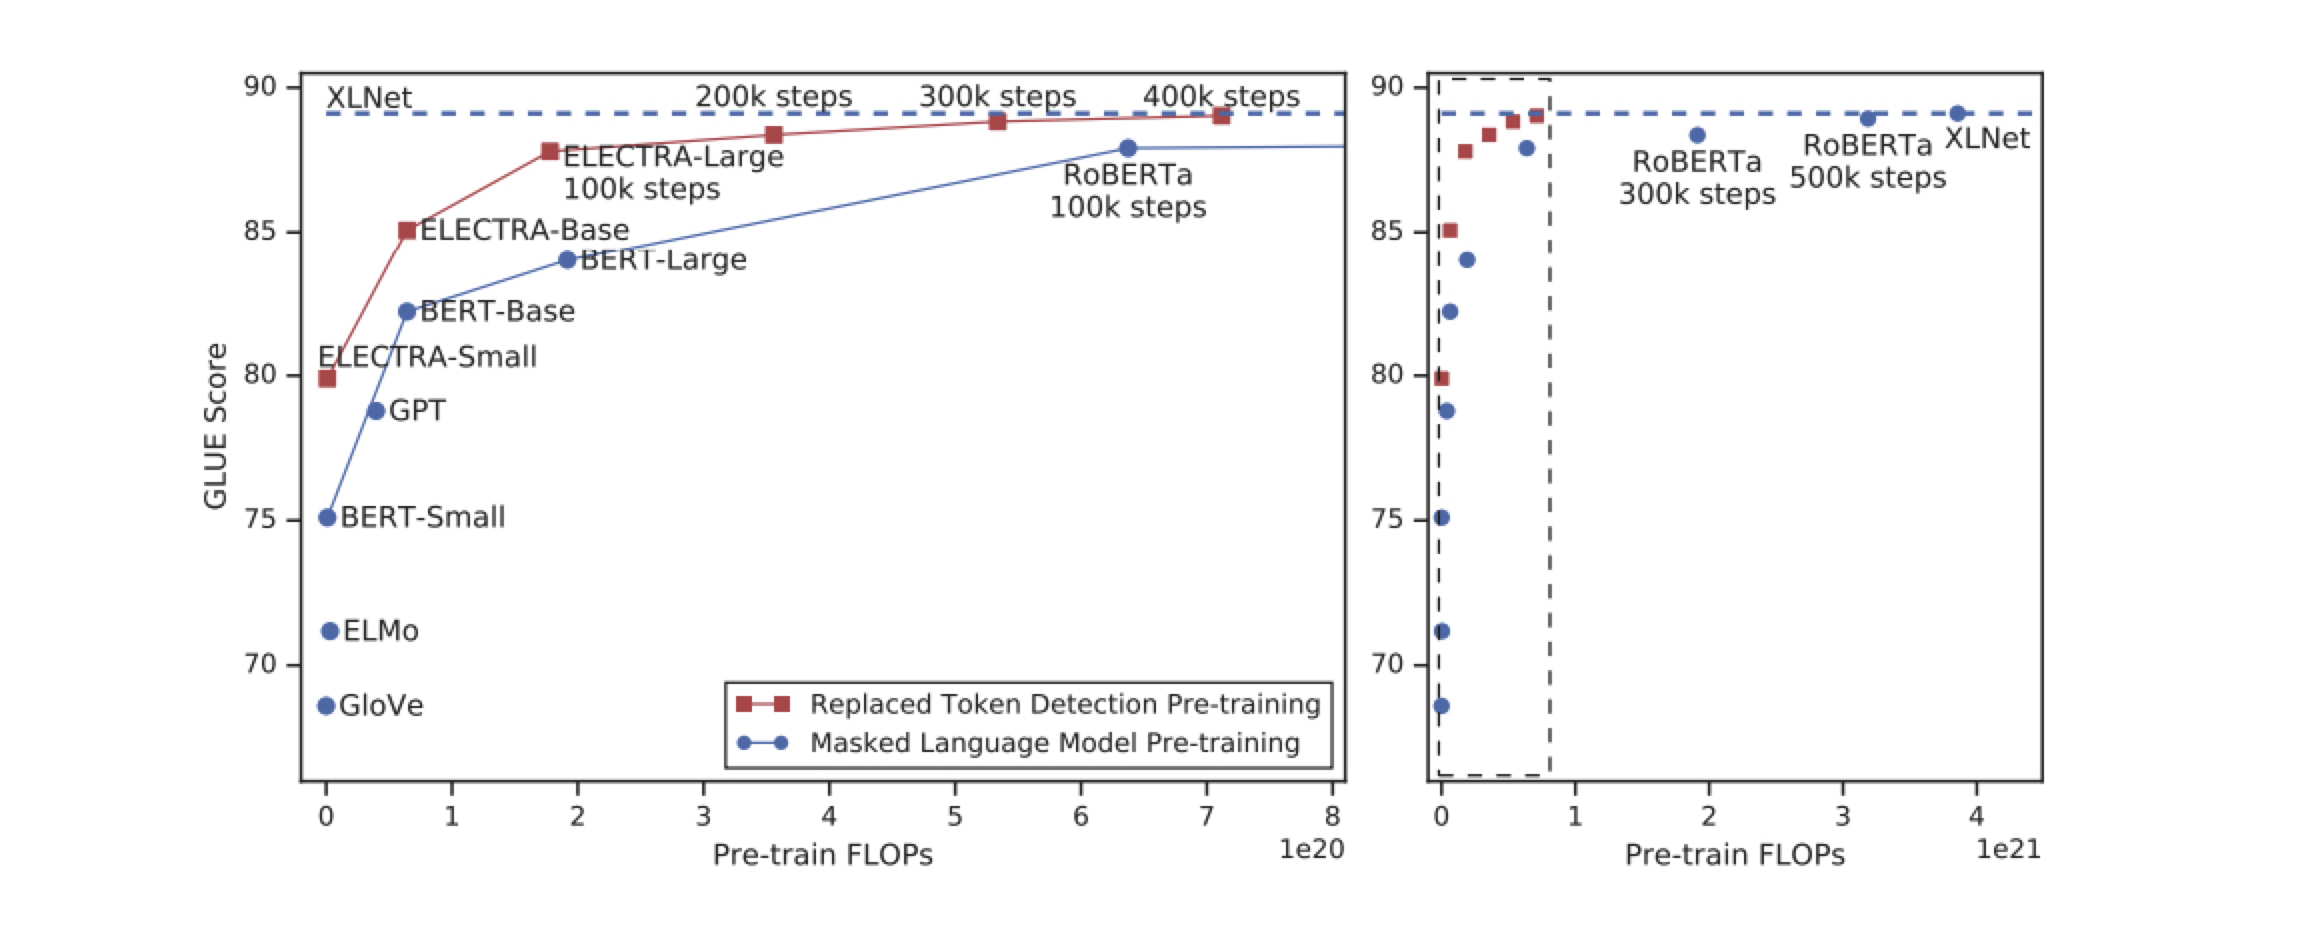 90
XLNet
200k steps
300k steps
400k steps
ELECTRA-Large
100k steps
RoBERTa
100k steps
85
ELECTRA-Base
BERT-Large
BERT-Base
ELECTRA-Small
80
GPT
GLUE Score
75
BERT-Small
ELMo
70
GloVe
Replaced Token Detection Pre-training
Masked Language Model Pre-training
0 1 2 3 4 5 6 7 8
1e20
Pre-train FLOPs
90
RoBERTa
300k steps
RoBERTa
500k steps
XLNet
85
80
75
70
0 1 2 3 4
1e21
Pre-train FLOPs